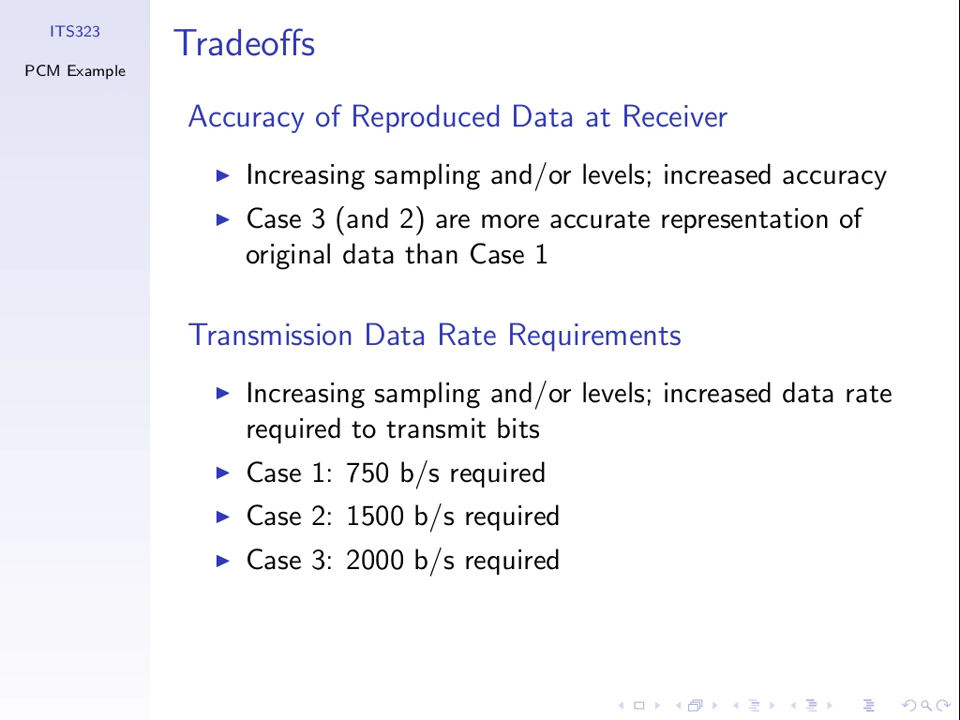 ITS323
PCM Example
Tradeoffs
Accuracy of Reproduced Data at Receiver
Increasing sampling and/or levels; increased accuracy
Case 3 (and 2) are more accurate representation of
original data than Case 1
Transmission Data Rate Requirements
Increasing sampling and/or levels; increased data rate
required to transmit bits
Case 1: 750 b/s required
Case 2: 1500 b/s required
Case 3: 2000 b/s required